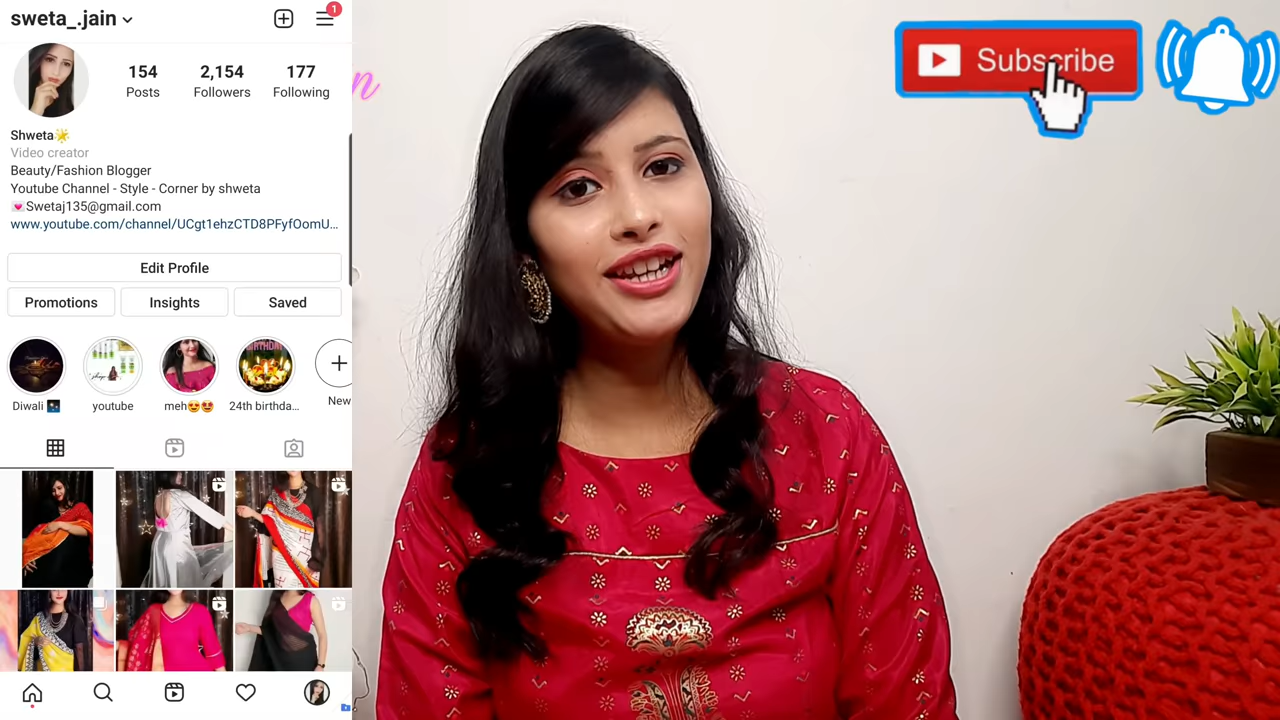 sweta_.jain
1
154
2,154
177
Posts
Followers
Following
Shweta🌟
Video creator
Beauty/Fashion Blogger
Youtube Channel - Style - Corner by shweta
💌Swetaj135@gmail.com
www.youtube.com/channel/UCgt1ehzCTD8PFyfOomU...
Edit Profile
Promotions
Insights
Saved
BIRTHDAY
Diwali 🌃
youtube
meh😍😍
24th birthda...
New
n
Subscribe